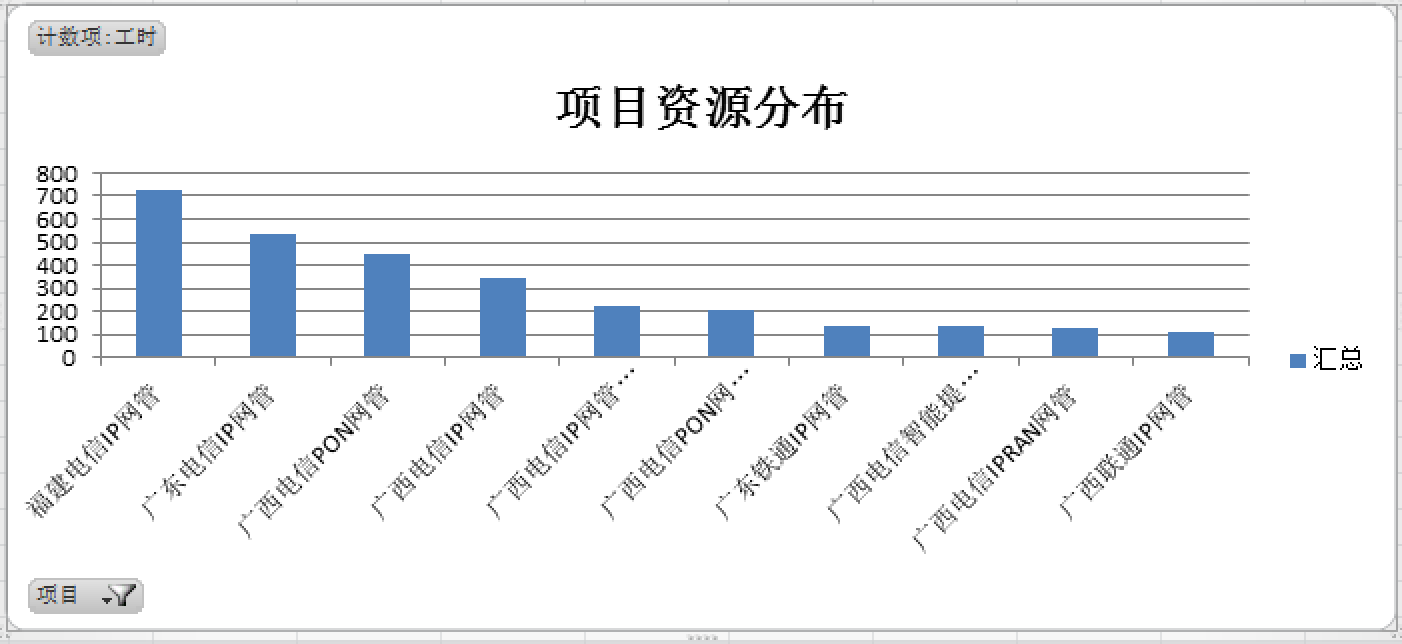 计数项:工时
项目资源分布
800
700
600
500
400
300
200
100
0
汇总
福建电信IP网管
广东电信IP网管
广西电信PON网管
广西电信IP网管
广西电信IP网管…
广西电信PON网…
广东铁通IP网管
广西电信智能提…
广西电信IPRAN网管
广西联通IP网管
项目